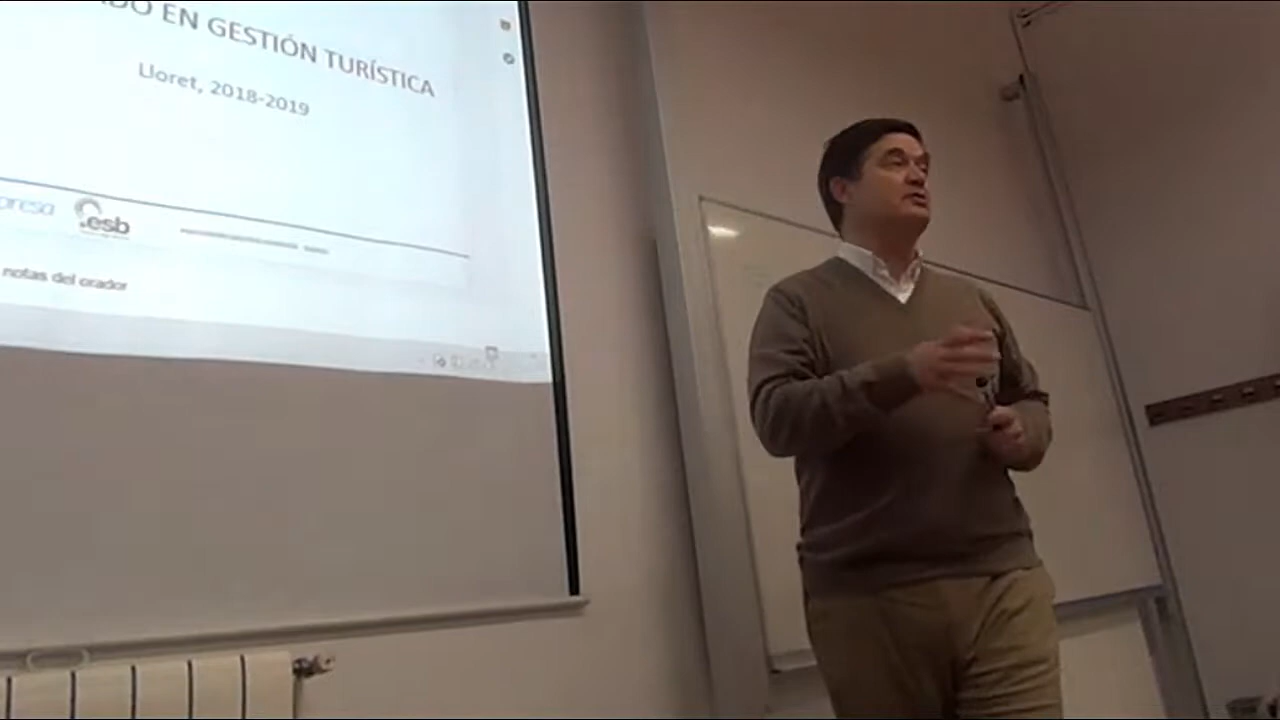 EN GESTIÓN TURÍSTICA
Lloret, 2018-2019
.esb
notas del orador